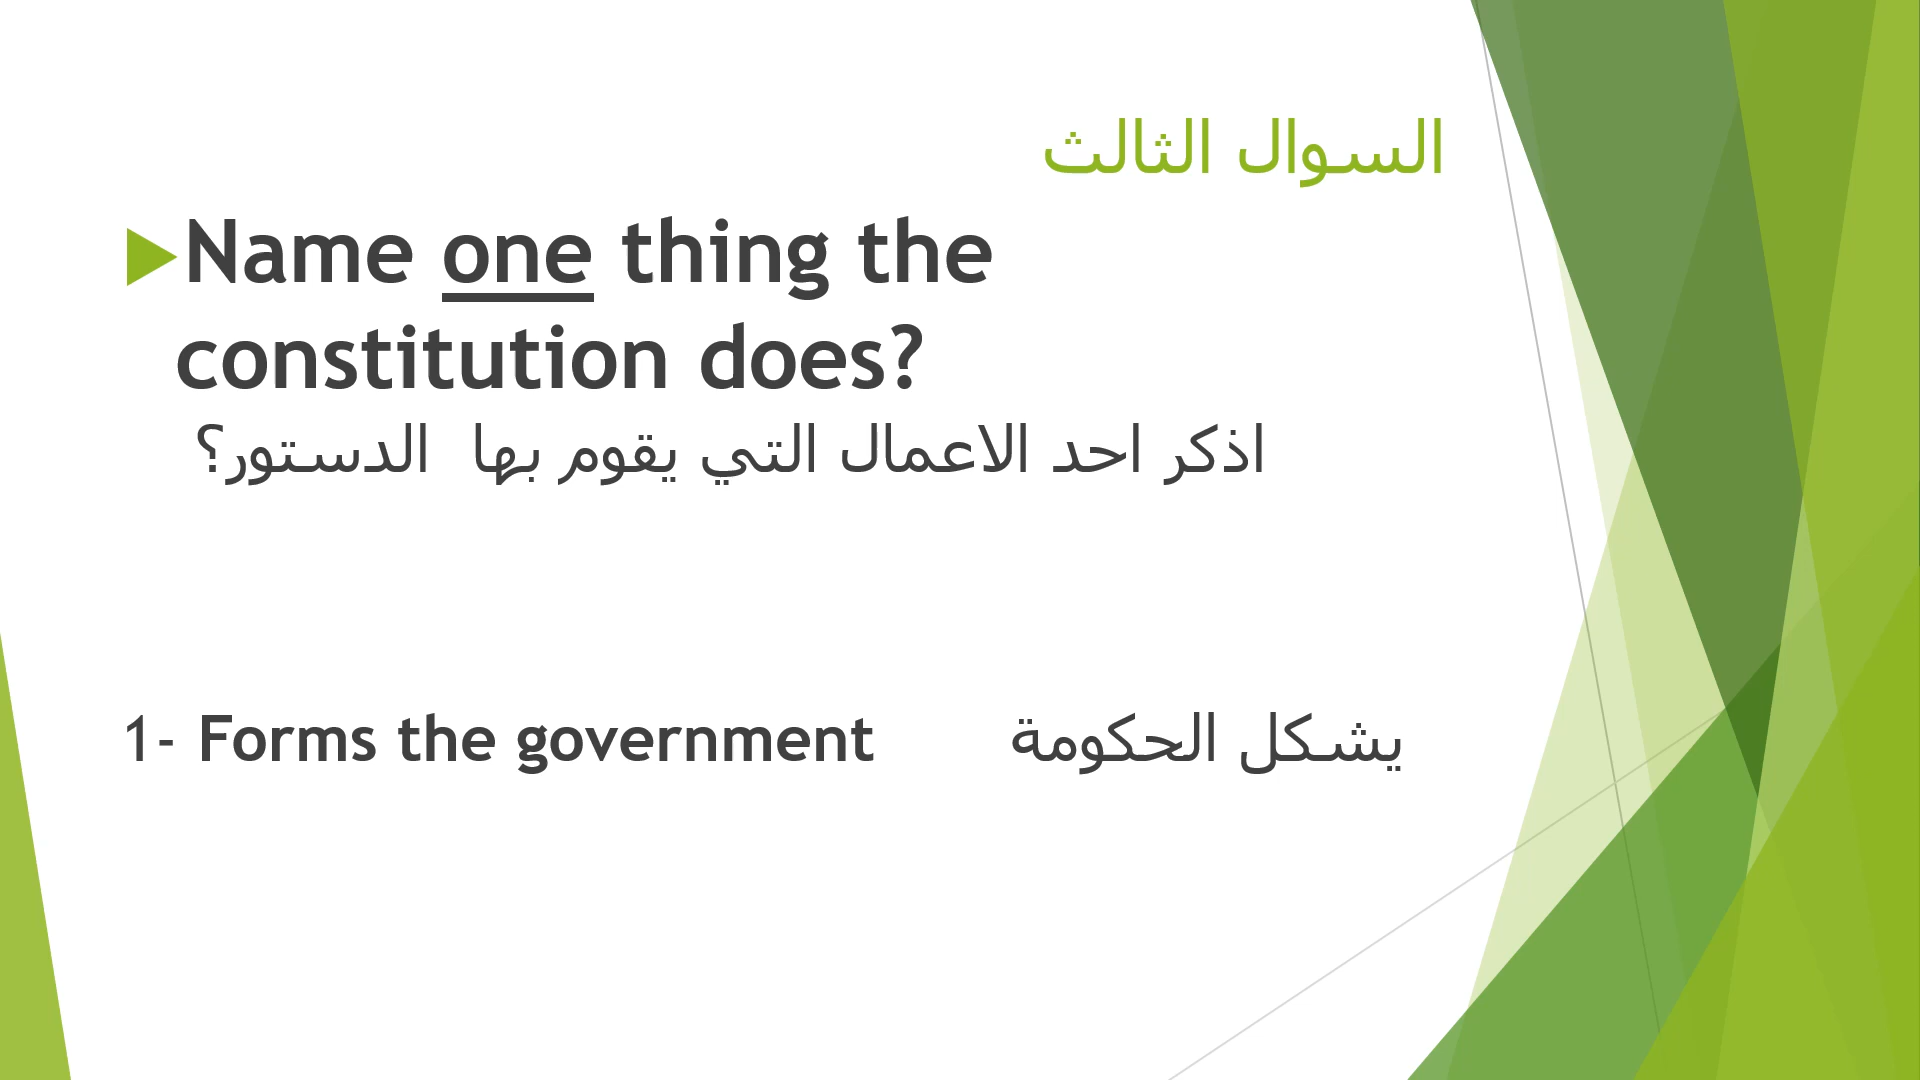 السوال الثالث
Name one thing the
constitution does?
اذكر احد الاعمال التي يقوم بها الدستور؟
1- Forms the government يشكل الحكومة